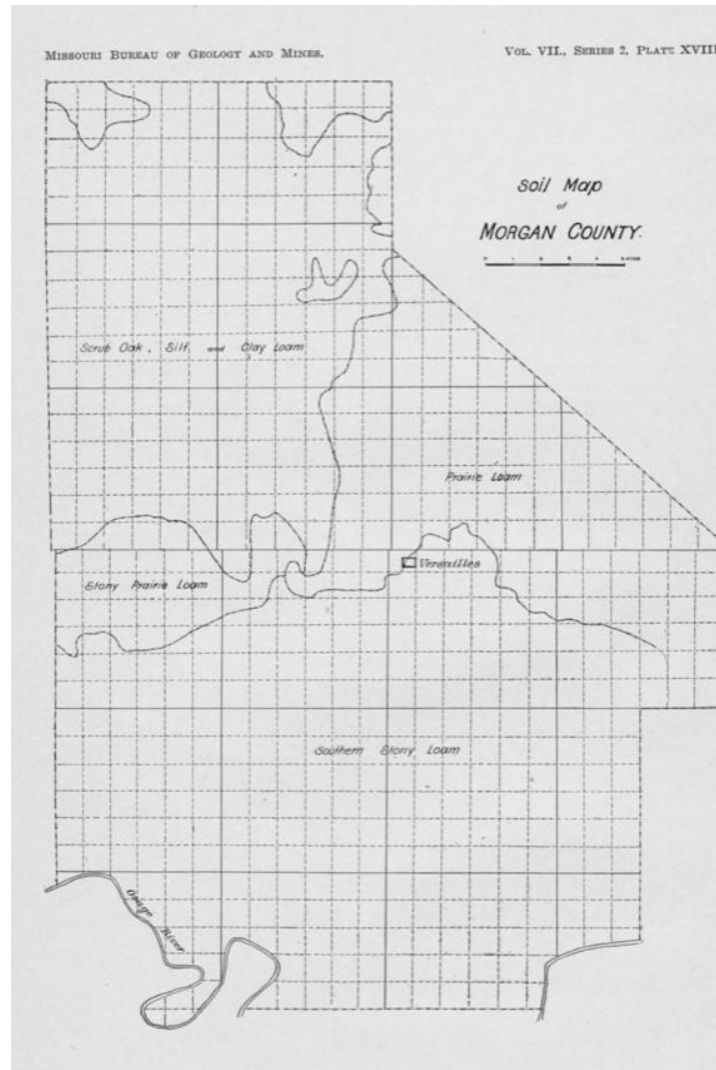 MISSOURI BUREAU OF GEOLOGY AND MINES.
VOL. VII., SERIES 2, PLATE XVIII
Soil Map
of
MORGAN COUNTY.
Scrub Oak, Silt, and Clay Loam
Prairie Loam
Versailles
Stony Prairie Loam
Southern Stony Loam
Osage River